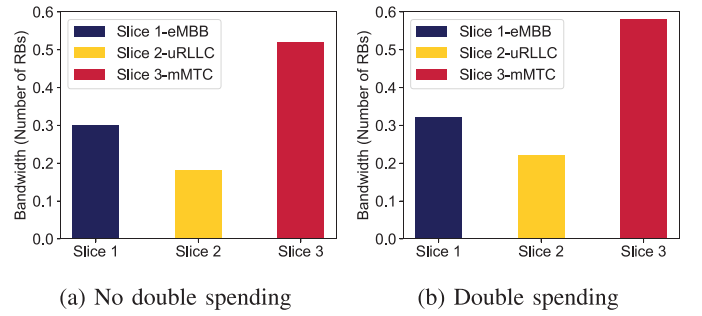 Bandwidth (Number of RBs)
0.6
0.5
0.4
0.3
0.2
0.1
0.0
Slice 1-eMBB
Slice 2-uRLLC
Slice 3-mMTC
Slice 1 Slice 2 Slice 3
(a) No double spending
Bandwidth (Number of RBs)
0.6
0.5
0.4
0.3
0.2
0.1
0.0
Slice 1-eMBB
Slice 2-uRLLC
Slice 3-mMTC
Slice 1 Slice 2 Slice 3
(b) Double spending